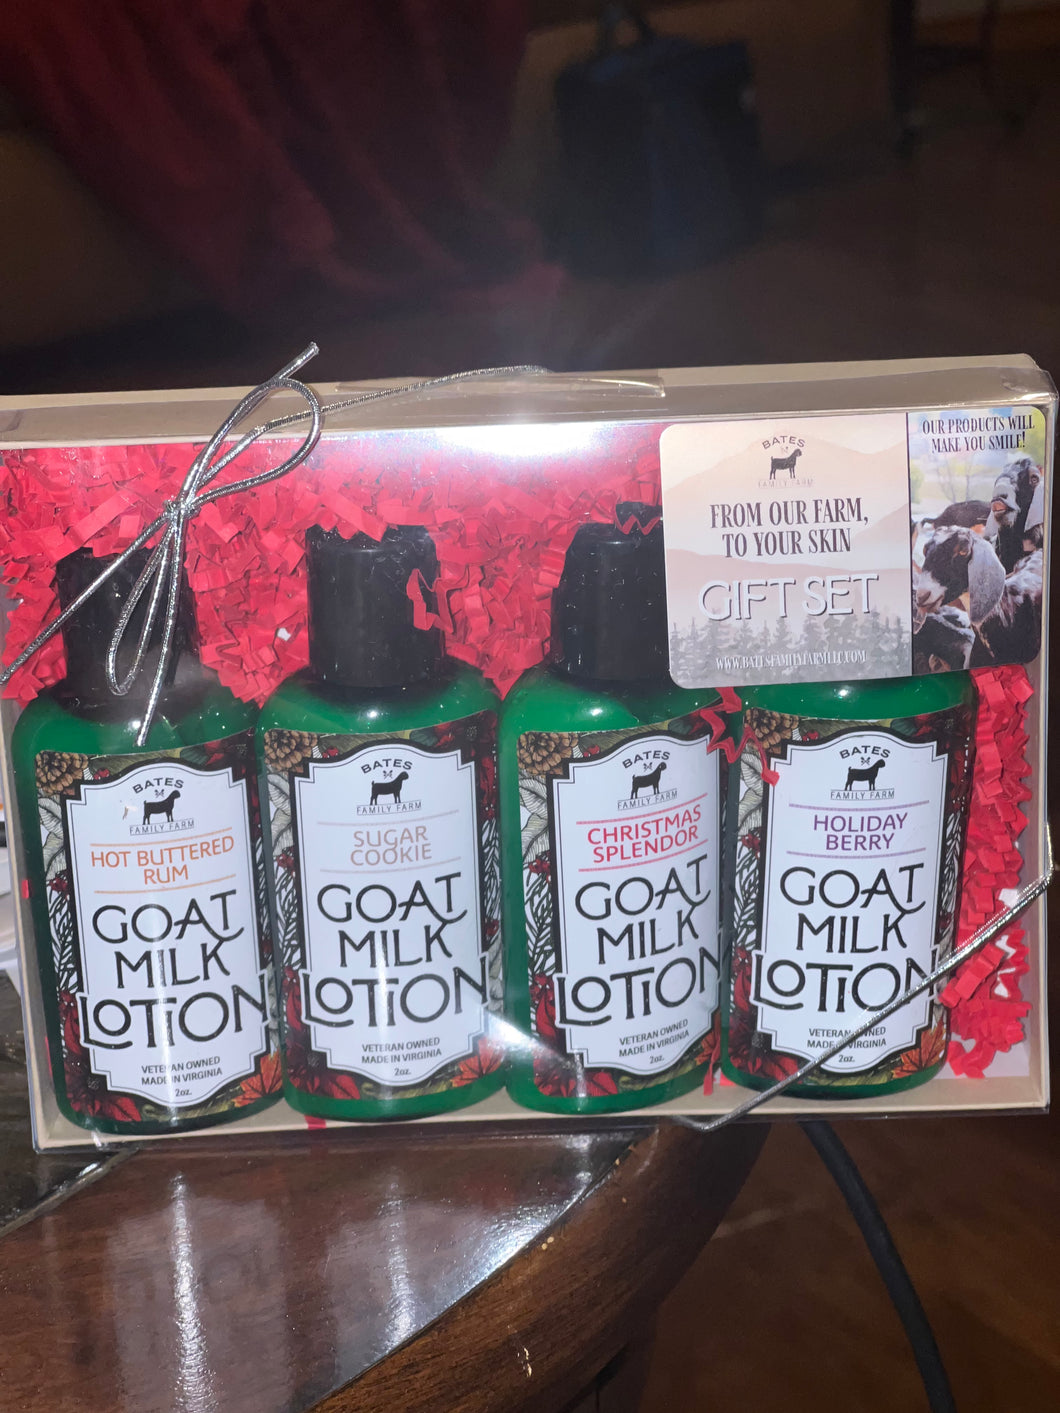 BATES
FAMILY FARM
FROM OUR FARM,
TO YOUR SKIN
GIFT SET
WWW.BATESFAMILYFARMLLC.COM
OUR PRODUCTS WILL
MAKE YOU SMILE!
BATES
FAMILY FARM
HOT BUTTERED
RUM
GOAT
MILK
LOTION
VETERAN OWNED
MADE IN VIRGINIA
2oz.
BATES
FAMILY FARM
SUGAR
COOKIE
GOAT
MILK
LOTION
VETERAN OWNED
MADE IN VIRGINIA
2oz.
BATES
FAMILY FARM
CHRISTMAS
SPLENDOR
GOAT
MILK
LOTION
VETERAN OWNED
MADE IN VIRGINIA
2oz.
BATES
FAMILY FARM
HOLIDAY
BERRY
GOAT
MILK
LOTION
VETERAN OWNED
MADE IN VIRGINIA
2oz.